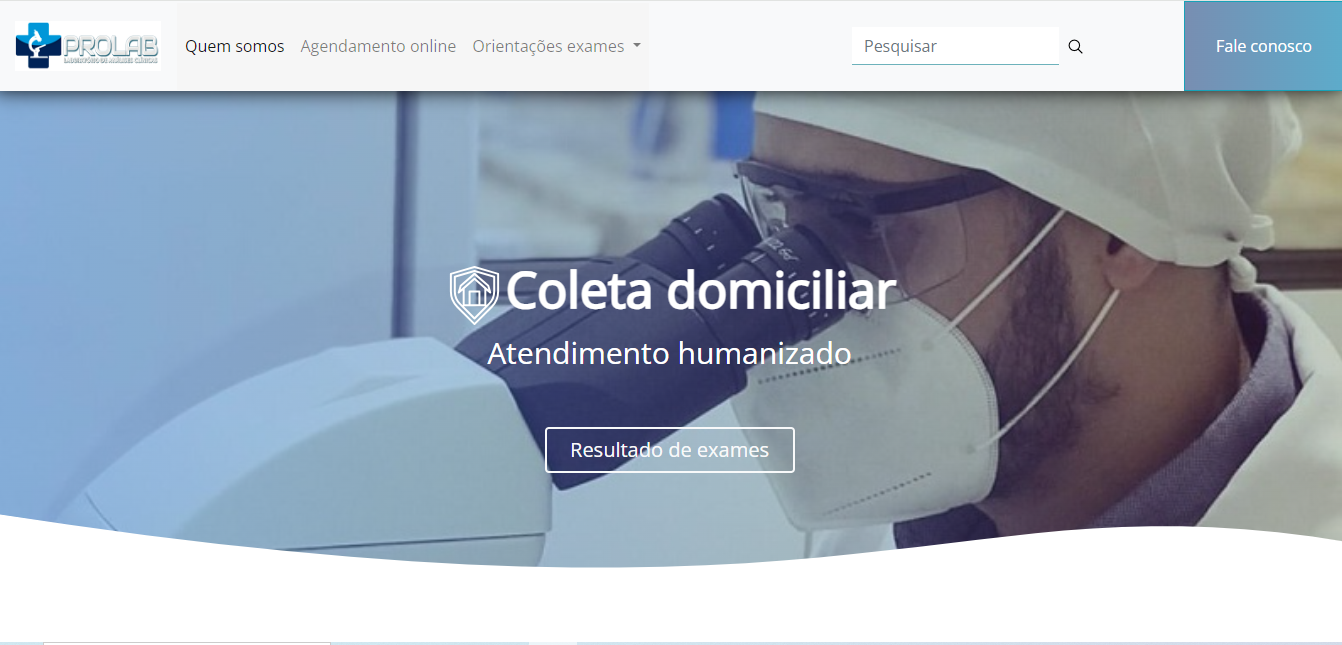 PROLAB
LABORATÓRIO DE ANÁLISES CLÍNICAS
Quem somos
Agendamento online
Orientações exames
Pesquisar
Fale conosco
Coleta domiciliar
Atendimento humanizado
Resultado de exames